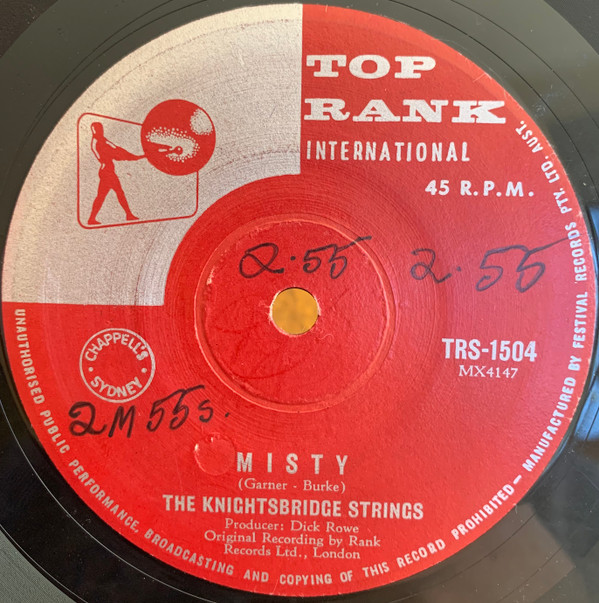 TOP
RANK
INTERNATIONAL
45 R.P.M.
2.55 2.55
TRS-1504
MX4147
CHAPPELL'S
SYDNEY
2M 55s.
MISTY
(Garner - Burke)
THE KNIGHTSBRIDGE STRINGS
Producer: Dick Rowe
Original Recording by Rank
Records Ltd., London
UNAUTHORISED PUBLIC PERFORMANCE, BROADCASTING AND COPYING OF THIS RECORD PROHIBITED – MANUFACTURED BY FESTIVAL RECORDS PTY. LTD. AUST.